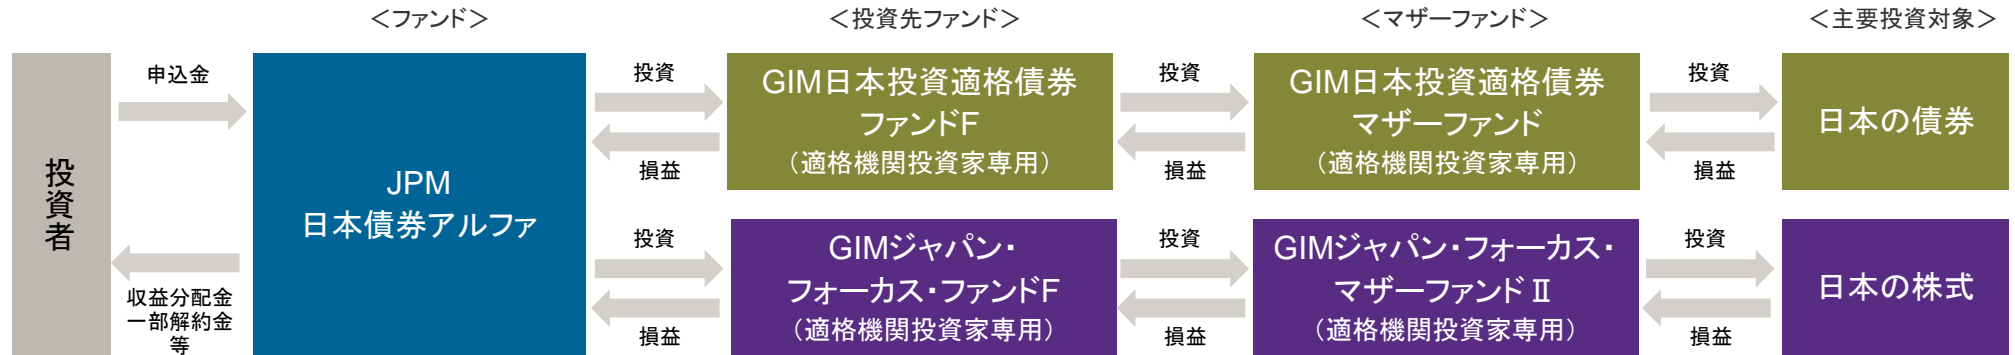 ＜ファンド＞
＜投資先ファンド＞
＜マザーファンド＞
＜主要投資対象＞
投資者
申込金
収益分配金
一部解約金
等
JPM
日本債券アルファ
投資
損益
GIM日本投資適格債券
ファンドF
（適格機関投資家専用）
投資
損益
GIM日本投資適格債券
マザーファンド
（適格機関投資家専用）
投資
損益
日本の債券
投資
損益
GIMジャパン・
フォーカス・ファンドF
（適格機関投資家専用）
投資
損益
GIMジャパン・フォーカス・
マザーファンドⅡ
（適格機関投資家専用）
投資
損益
日本の株式